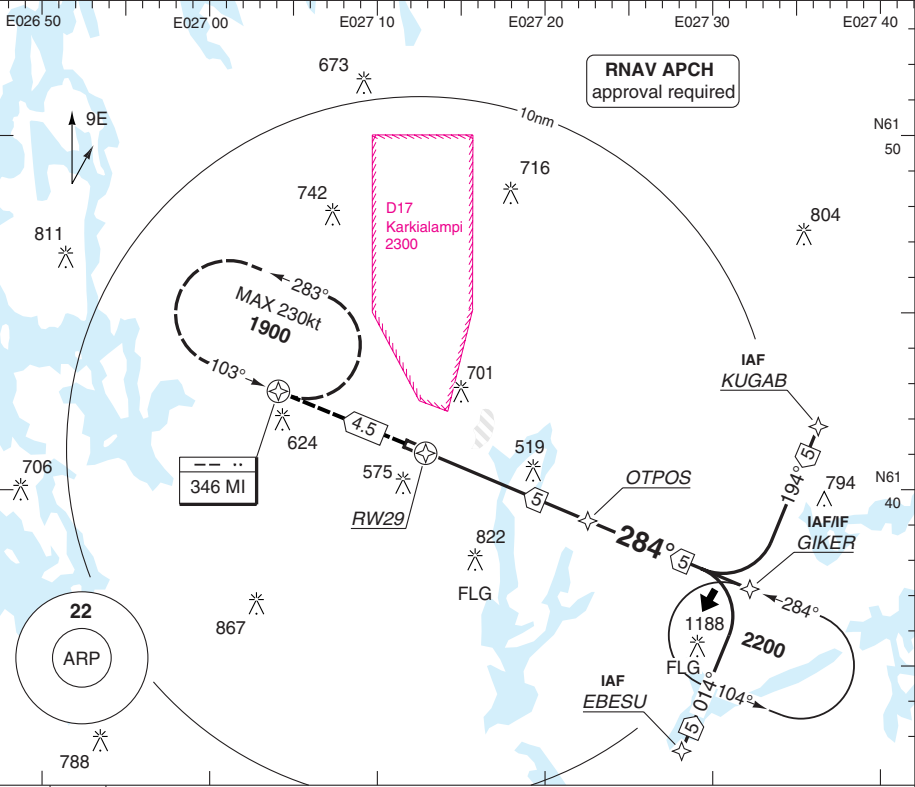 E026 50
E027 00
E027 10
E027 20
E027 30
E027 40
673
RNAV APCH
approval required
9E
10nm
N61
50
716
742
D17
Karkialampi
2300
804
811
283°
MAX 230kt
1900
IAF
KUGAB
103°
701
4.5
624
5
519
706
346 MI
575
OTPOS
194°
794
N61
40
RW29
5
IAF/IF
GIKER
822
FLG
284°
5
284°
867
22
1188
2200
ARP
FLG
IAF
EBESU
014°
104°
5
788